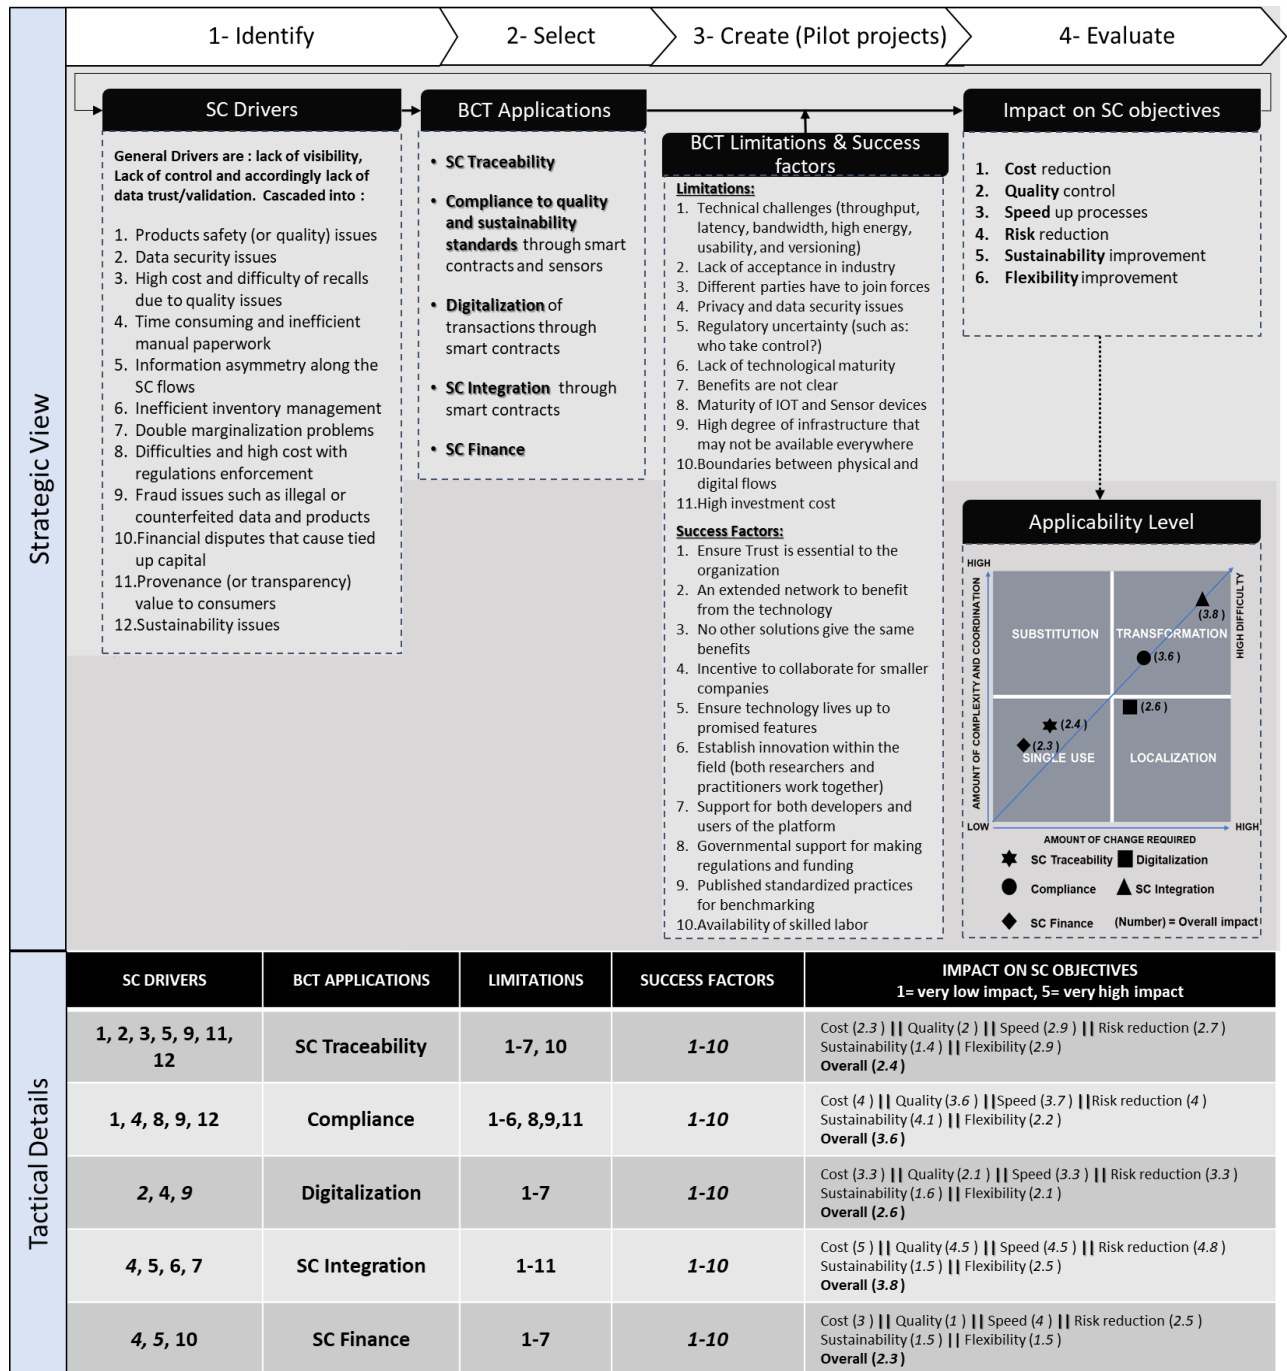 1- Identify
2- Select
3- Create (Pilot projects)
4- Evaluate
Strategic View
SC Drivers
General Drivers are : lack of visibility,
Lack of control and accordingly lack of
data trust/validation. Cascaded into :
1. Products safety (or quality) issues
2. Data security issues
3. High cost and difficulty of recalls
due to quality issues
4. Time consuming and inefficient
manual paperwork
5. Information asymmetry along the
SC flows
6. Inefficient inventory management
7. Double marginalization problems
8. Difficulties and high cost with
regulations enforcement
9. Fraud issues such as illegal or
counterfeited data and products
10.Financial disputes that cause tied
up capital
11.Provenance (or transparency)
value to consumers
12.Sustainability issues
BCT Applications
• SC Traceability
• Compliance to quality
and sustainability
standards through smart
contracts and sensors
• Digitalization of
transactions through
smart contracts
• SC Integration through
smart contracts
• SC Finance
BCT Limitations & Success
factors
Limitations:
1. Technical challenges (throughput,
latency, bandwidth, high energy,
usability, and versioning)
2. Lack of acceptance in industry
3. Different parties have to join forces
4. Privacy and data security issues
5. Regulatory uncertainty (such as:
who take control?)
6. Lack of technological maturity
7. Benefits are not clear
8. Maturity of IOT and Sensor devices
9. High degree of infrastructure that
may not be available everywhere
10.Boundaries between physical and
digital flows
11.High investment cost
Success Factors:
1. Ensure Trust is essential to the
organization
2. An extended network to benefit
from the technology
3. No other solutions give the same
benefits
4. Incentive to collaborate for smaller
companies
5. Ensure technology lives up to
promised features
6. Establish innovation within the
field (both researchers and
practitioners work together)
7. Support for both developers and
users of the platform
8. Governmental support for making
regulations and funding
9. Published standardized practices
for benchmarking
10.Availability of skilled labor
Impact on SC objectives
1. Cost reduction
2. Quality control
3. Speed up processes
4. Risk reduction
5. Sustainability improvement
6. Flexibility improvement
Applicability Level
HIGH
AMOUNT OF COMPLEXITY AND COORDINATION
HIGH DIFFICULTY
(3.8 )
SUBSTITUTION
TRANSFORMATION
(3.6 )
(2.6 )
(2.4 )
(2.3 )
SINGLE USE
LOCALIZATION
LOW
HIGH
AMOUNT OF CHANGE REQUIRED
SC Traceability
Digitalization
Compliance
SC Integration
SC Finance
(Number) = Overall impact
Tactical Details
SC DRIVERS
BCT APPLICATIONS
LIMITATIONS
SUCCESS FACTORS
IMPACT ON SC OBJECTIVES
1= very low impact, 5= very high impact
1, 2, 3, 5, 9, 11,
12
SC Traceability
1-7, 10
1-10
Cost (2.3 ) || Quality (2 ) || Speed (2.9 ) || Risk reduction (2.7 )
Sustainability (1.4 ) || Flexibility (2.9 )
Overall (2.4 )
1, 4, 8, 9, 12
Compliance
1-6, 8,9,11
1-10
Cost (4 ) || Quality (3.6 ) ||Speed (3.7 ) ||Risk reduction (4 )
Sustainability (4.1 ) || Flexibility (2.2 )
Overall (3.6 )
2, 4, 9
Digitalization
1-7
1-10
Cost (3.3 ) || Quality (2.1 ) || Speed (3.3 ) || Risk reduction (3.3 )
Sustainability (1.6 ) || Flexibility (2.1 )
Overall (2.6 )
4, 5, 6, 7
SC Integration
1-11
1-10
Cost (5 ) || Quality (4.5 ) || Speed (4.5 ) || Risk reduction (4.8 )
Sustainability (1.5 ) || Flexibility (2.5 )
Overall (3.8 )
4, 5, 10
SC Finance
1-7
1-10
Cost (3 ) || Quality (1 ) || Speed (4 ) || Risk reduction (2.5 )
Sustainability (1.5 ) || Flexibility (1.5 )
Overall (2.3 )